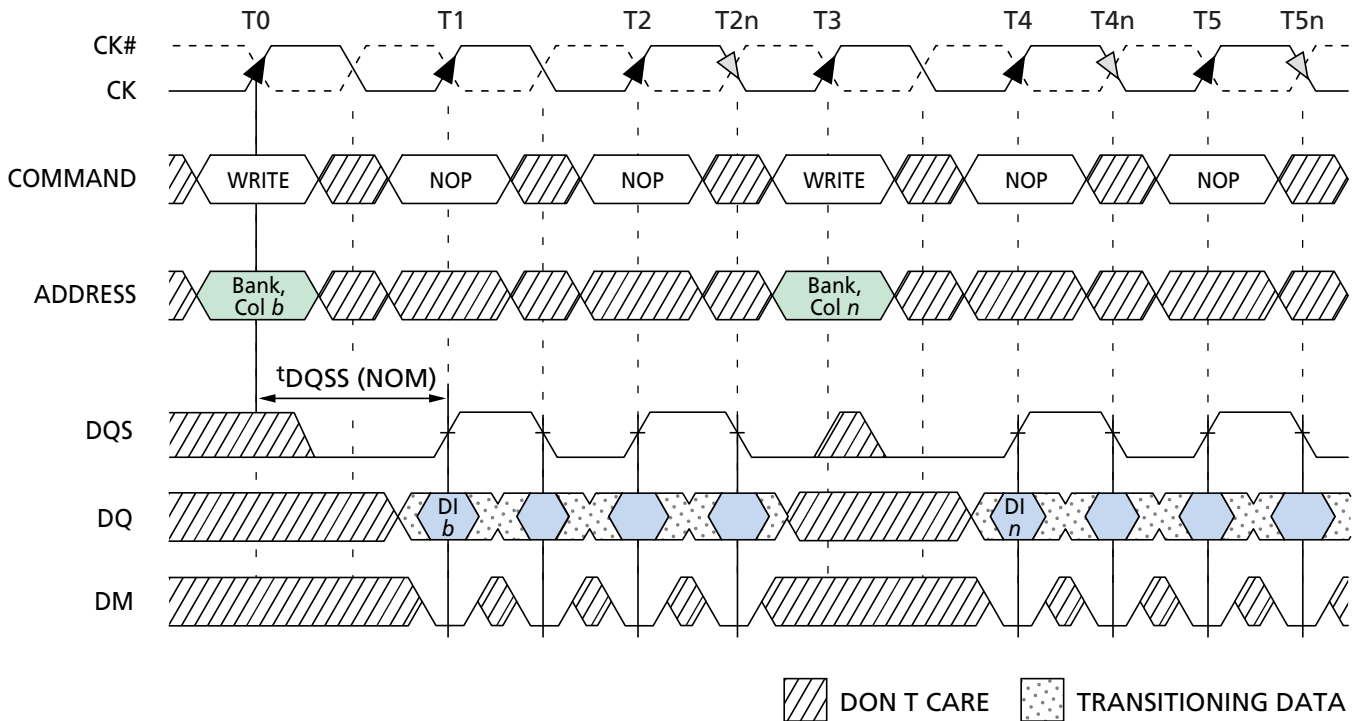 T0 T1 T2 T2n T3 T4 T4n T5 T5n
CK#
CK
COMMAND WRITE NOP NOP WRITE NOP NOP
ADDRESS Bank, Col b Bank, Col n
tDQSS (NOM)
DQS
DQ DI b DI n
DM
DON T CARE TRANSITIONING DATA